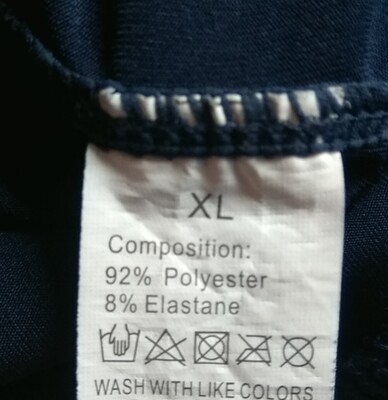 XL
Composition:
92% Polyester
8% Elastane
WASH WITH LIKE COLORS